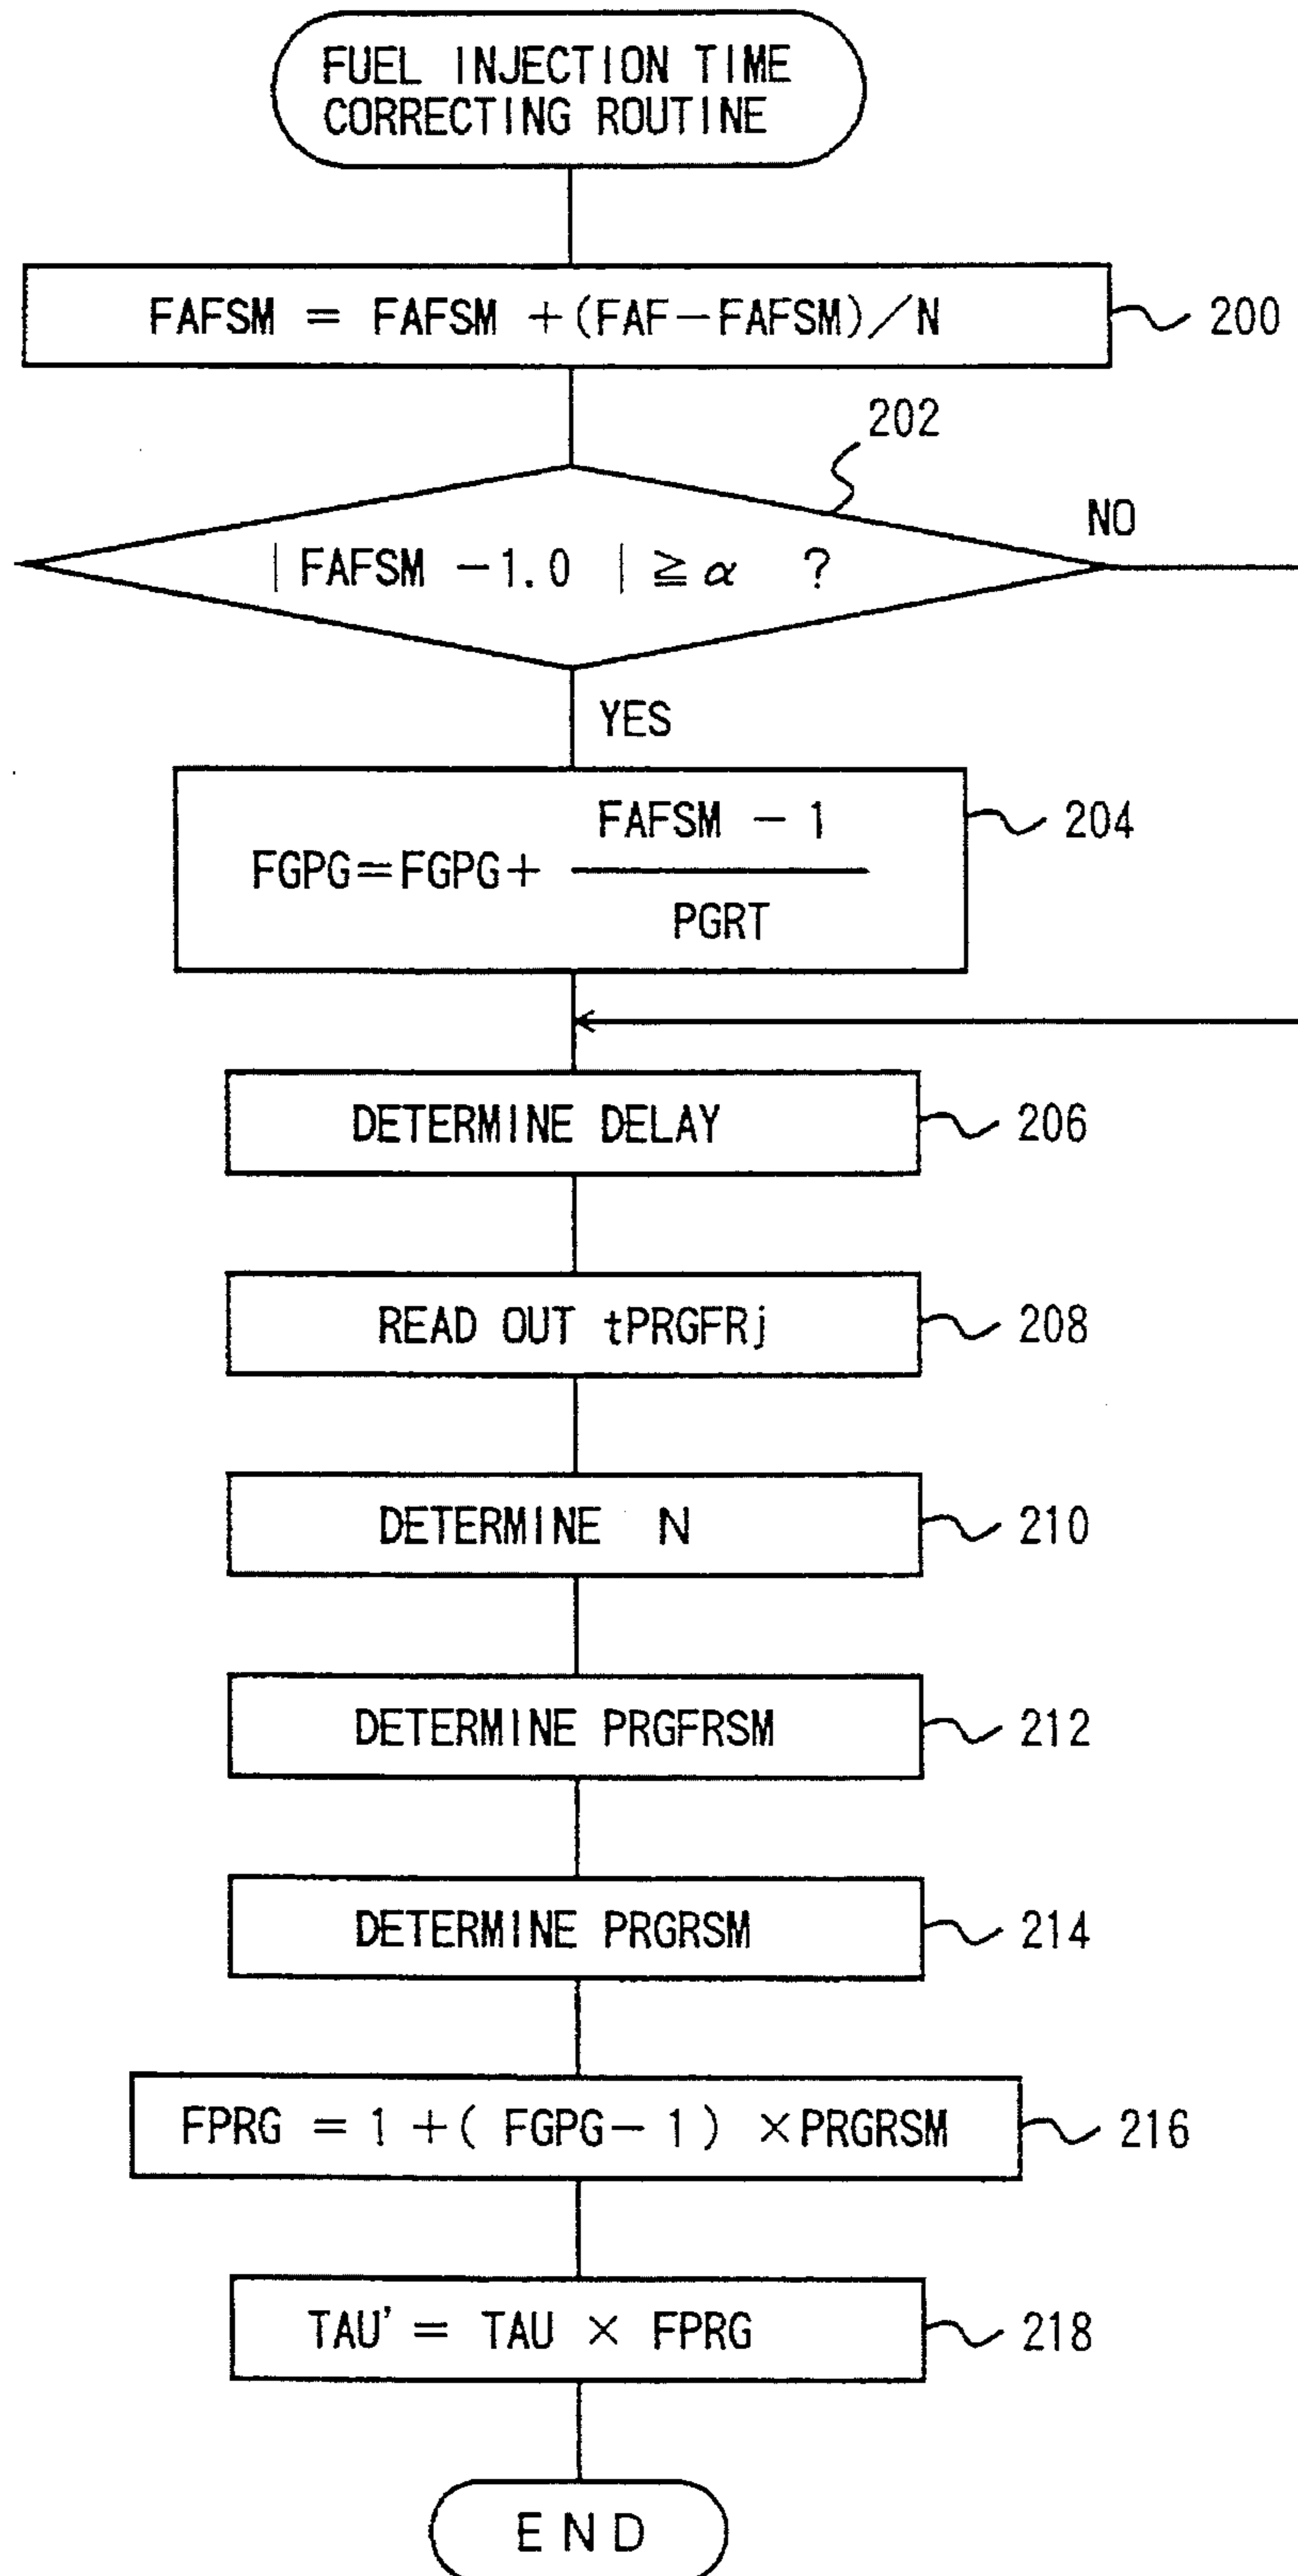 FUEL INJECTION TIME
CORRECTING ROUTINE
FAFSM = FAFSM +(FAF-FAFSM)/N
200
202
NO
|FAFSM -1.0 | ≧ α ?
YES
204
FAFSM - 1
FGPG=FGPG+
PGRT
DETERMINE DELAY
206
READ OUT tPRGFRj
208
DETERMINE N
210
DETERMINE PRGFRSM
212
DETERMINE PRGRSM
214
FPRG = 1 +( FGPG- 1) ×PRGRSM
216
TAU' = TAU × FPRG
218
END